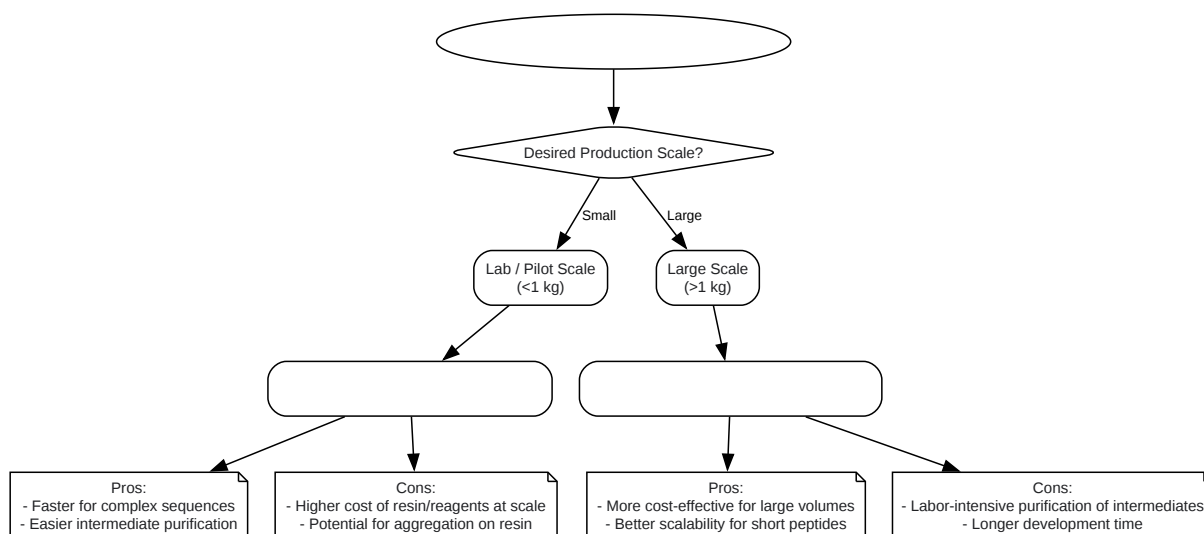 Desired Production Scale?
Small
Large
Lab / Pilot Scale
(<1 kg)
Large Scale
(>1 kg)
Pros:
- Faster for complex sequences
- Easier intermediate purification
Cons:
- Higher cost of resin/reagents at scale
- Potential for aggregation on resin
Pros:
- More cost-effective for large volumes
- Better scalability for short peptides
Cons:
- Labor-intensive purification of intermediates
- Longer development time